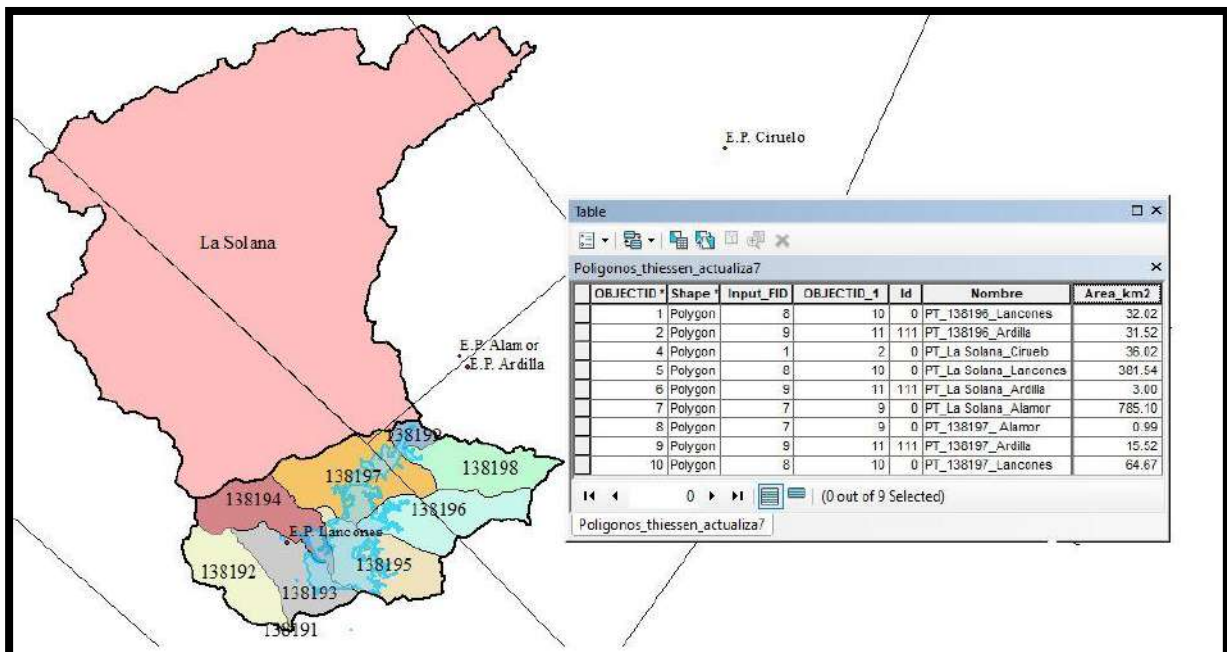 E.P. Ciruelo
La Solana
E.P. Alamor
E.P. Ardilla
138199
138198
138197
138196
138194
E.P. Lancones
138195
138192
138193
138191
Table
Poligonos_thiessen_actualiza7
OBJECTID * Shape * Input_FID OBJECTID_1 Id Nombre Area_km2
1 Polygon 8 10 0 PT_138196_Lancones 32.02
2 Polygon 9 11 111 PT_138196_Ardilla 31.52
4 Polygon 1 2 0 PT_La Solana_Ciruelo 36.02
5 Polygon 8 10 0 PT_La Solana_Lancones 381.54
6 Polygon 9 11 111 PT_La Solana_Ardilla 3.00
7 Polygon 7 9 0 PT_La Solana_Alamor 785.10
8 Polygon 7 9 0 PT_138197_ Alamor 0.99
9 Polygon 9 11 111 PT_138197_Ardilla 15.52
10 Polygon 8 10 0 PT_138197_Lancones 64.67
0 (0 out of 9 Selected)
Poligonos_thiessen_actualiza7